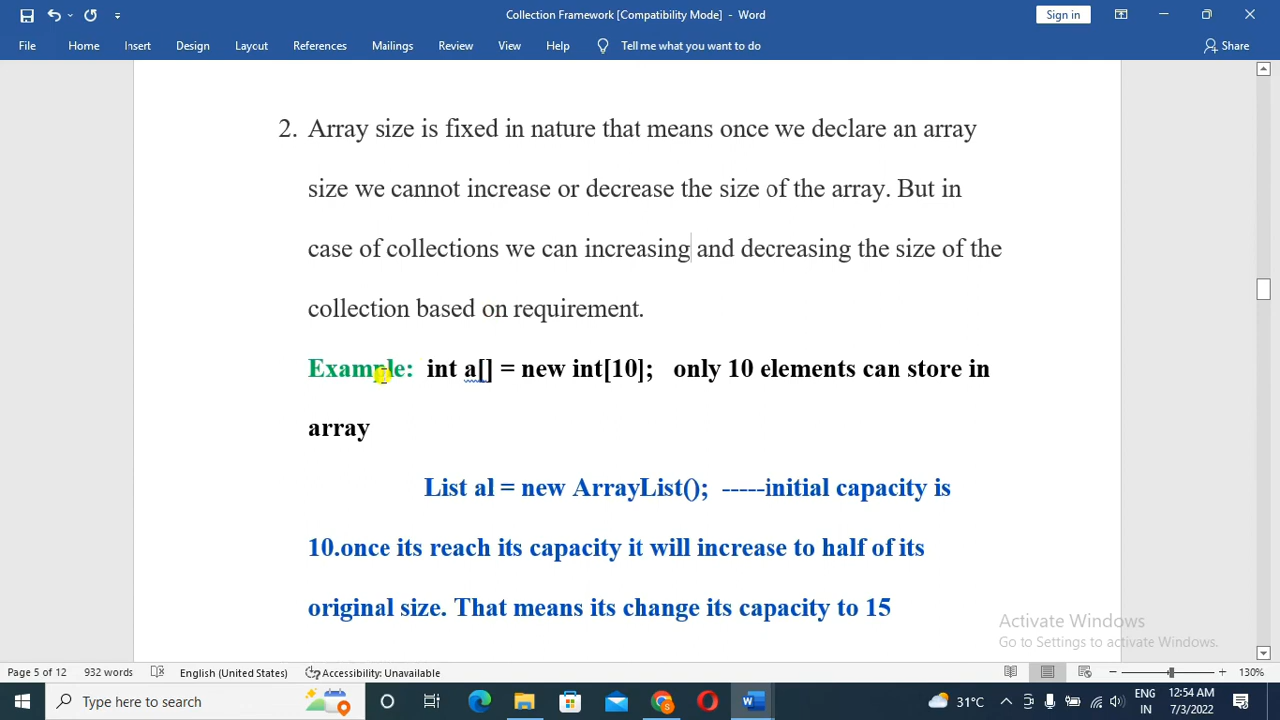 Collection Framework [Compatibility Mode] - Word
Sign in
File Home Insert Design Layout References Mailings Review View Help Tell me what you want to do Share
2. Array size is fixed in nature that means once we declare an array
size we cannot increase or decrease the size of the array. But in
case of collections we can increasing and decreasing the size of the
collection based on requirement.
Example: int a[] = new int[10]; only 10 elements can store in
array
List al = new ArrayList(); -----initial capacity is
10.once its reach its capacity it will increase to half of its
original size. That means its change its capacity to 15
Activate Windows
Go to Settings to activate Windows.
Page 5 of 12 932 words English (United States) Accessibility: Unavailable 130%
Type here to search
31°C
ENG
IN
12:54 AM
7/3/2022